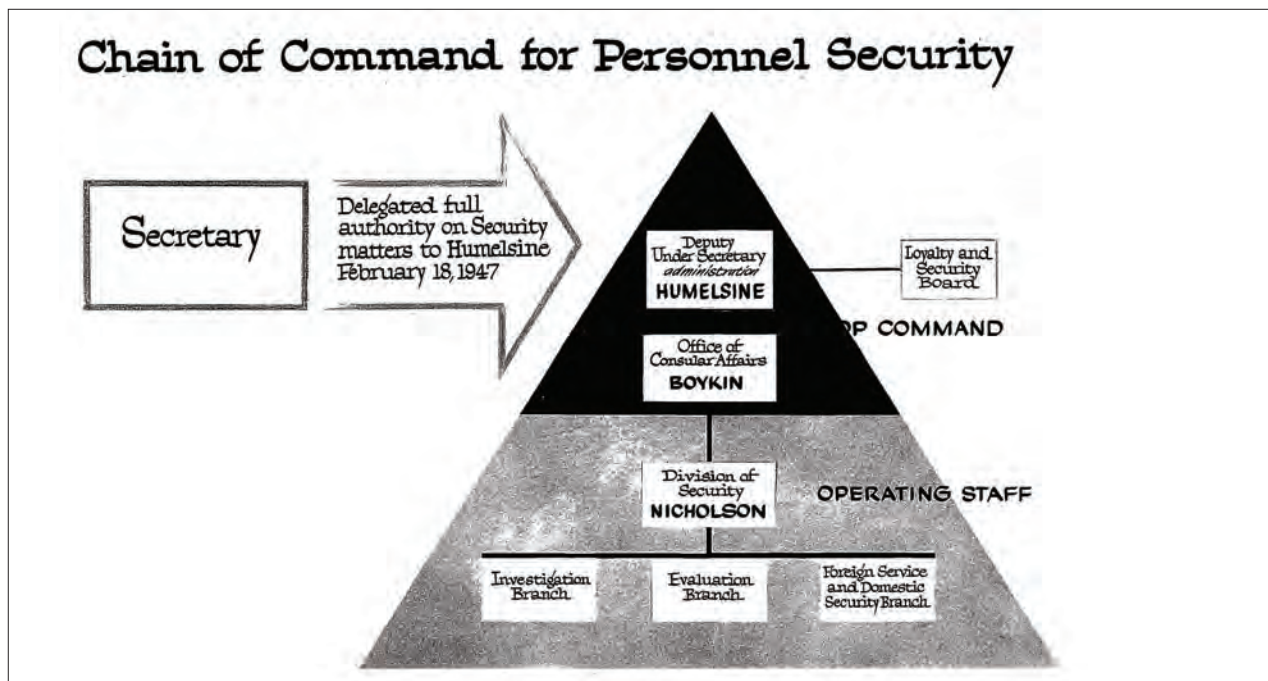 Chain of Command for Personnel Security
Secretary
Delegated full
authority on Security
matters to Humelsine
February 18, 1947
Deputy
Under Secretary
administration
HUMELSINE
Loyalty and
Security
Board
OP COMMAND
Office of
Consular Affairs
BOYKIN
Division of
Security
NICHOLSON
OPERATING STAFF
Investigation
Branch
Evaluation
Branch
Foreign Service
and Domestic
Security Branch